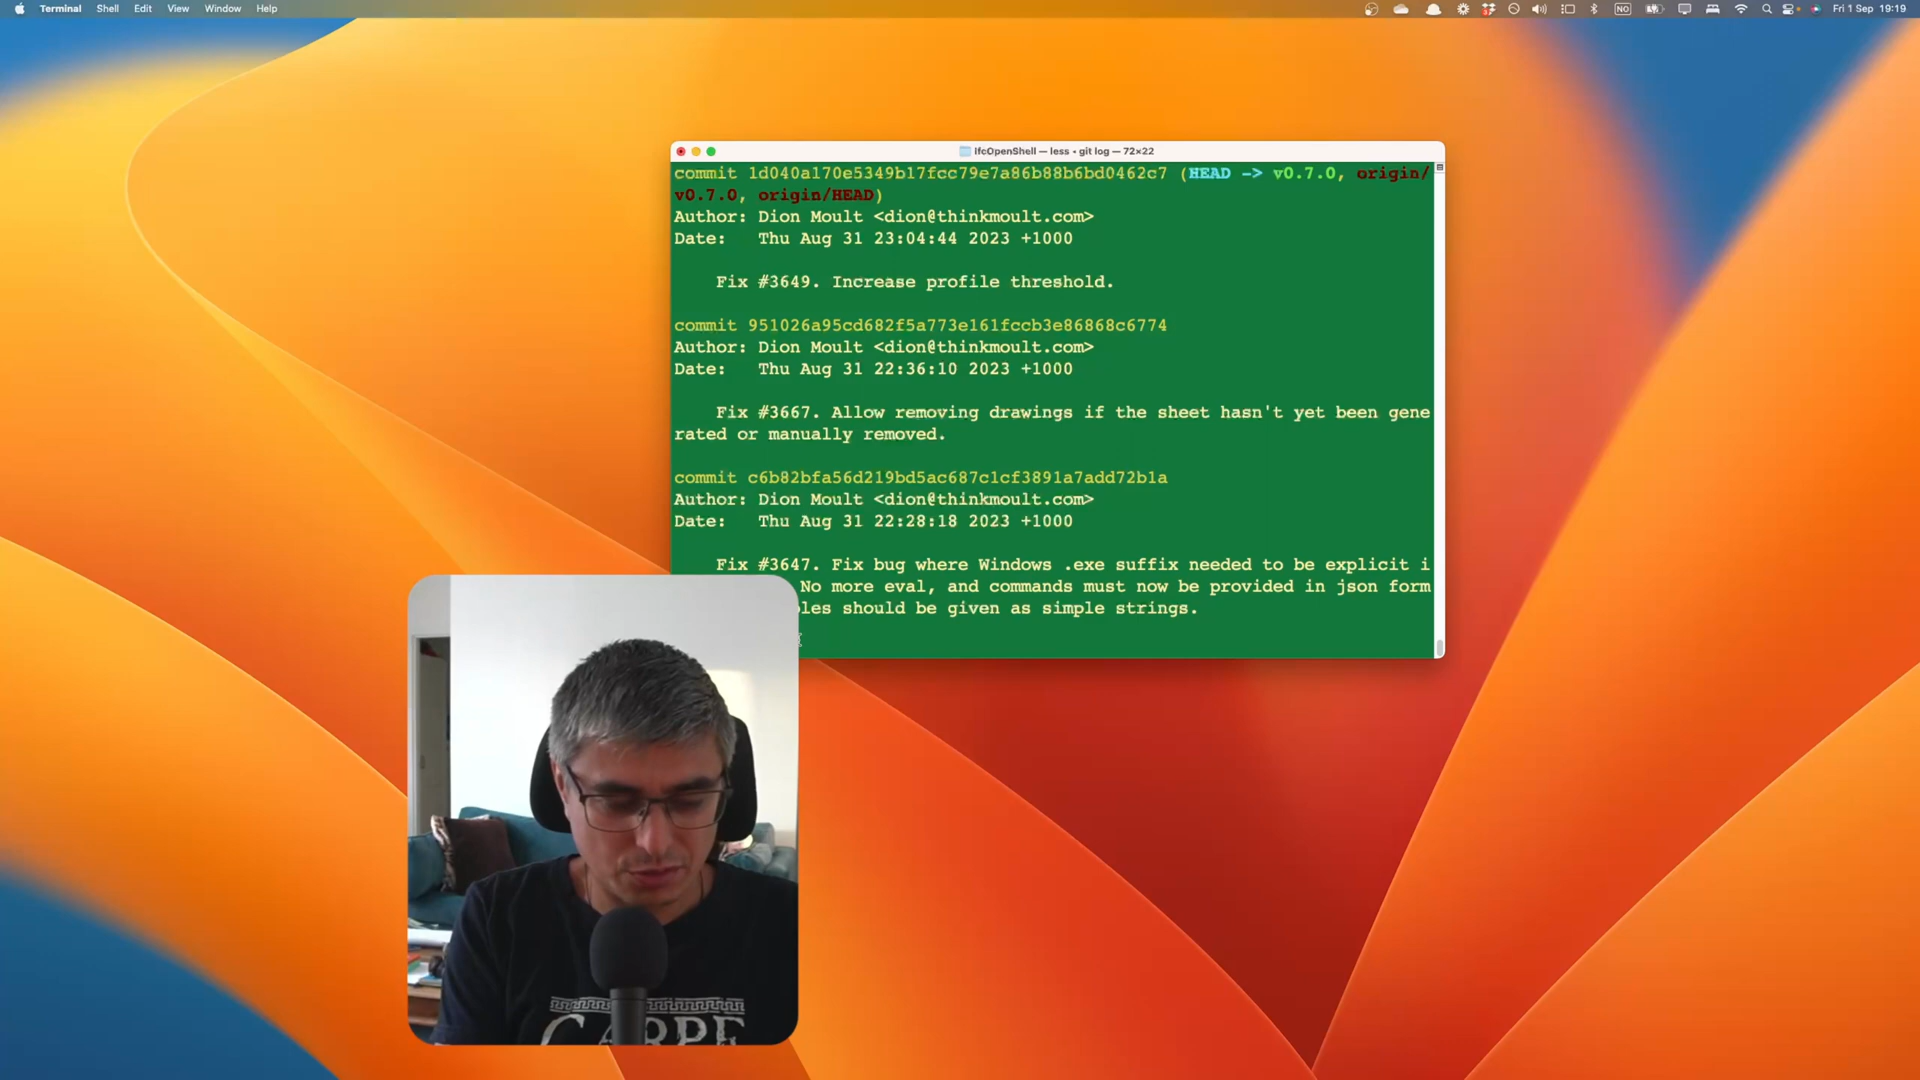 Terminal Shell Edit View Window Help
NO
Fri 1 Sep 19:19
IfcOpenShell — less • git log — 72×22
commit 1d040a170e5349b17fcc79e7a86b88b6bd0462c7 (HEAD -> v0.7.0, origin/
v0.7.0, origin/HEAD)
Author: Dion Moult <dion@thinkmoult.com>
Date:   Thu Aug 31 23:04:44 2023 +1000
Fix #3649. Increase profile threshold.
commit 951026a95cd682f5a773e161fccb3e86868c6774
Author: Dion Moult <dion@thinkmoult.com>
Date:   Thu Aug 31 22:36:10 2023 +1000
Fix #3667. Allow removing drawings if the sheet hasn't yet been gene
rated or manually removed.
commit c6b82bfa56d219bd5ac687c1cf3891a7add72b1a
Author: Dion Moult <dion@thinkmoult.com>
Date:   Thu Aug 31 22:28:18 2023 +1000
Fix #3647. Fix bug where Windows .exe suffix needed to be explicit i
No more eval, and commands must now be provided in json form
les should be given as simple strings.
CARPE